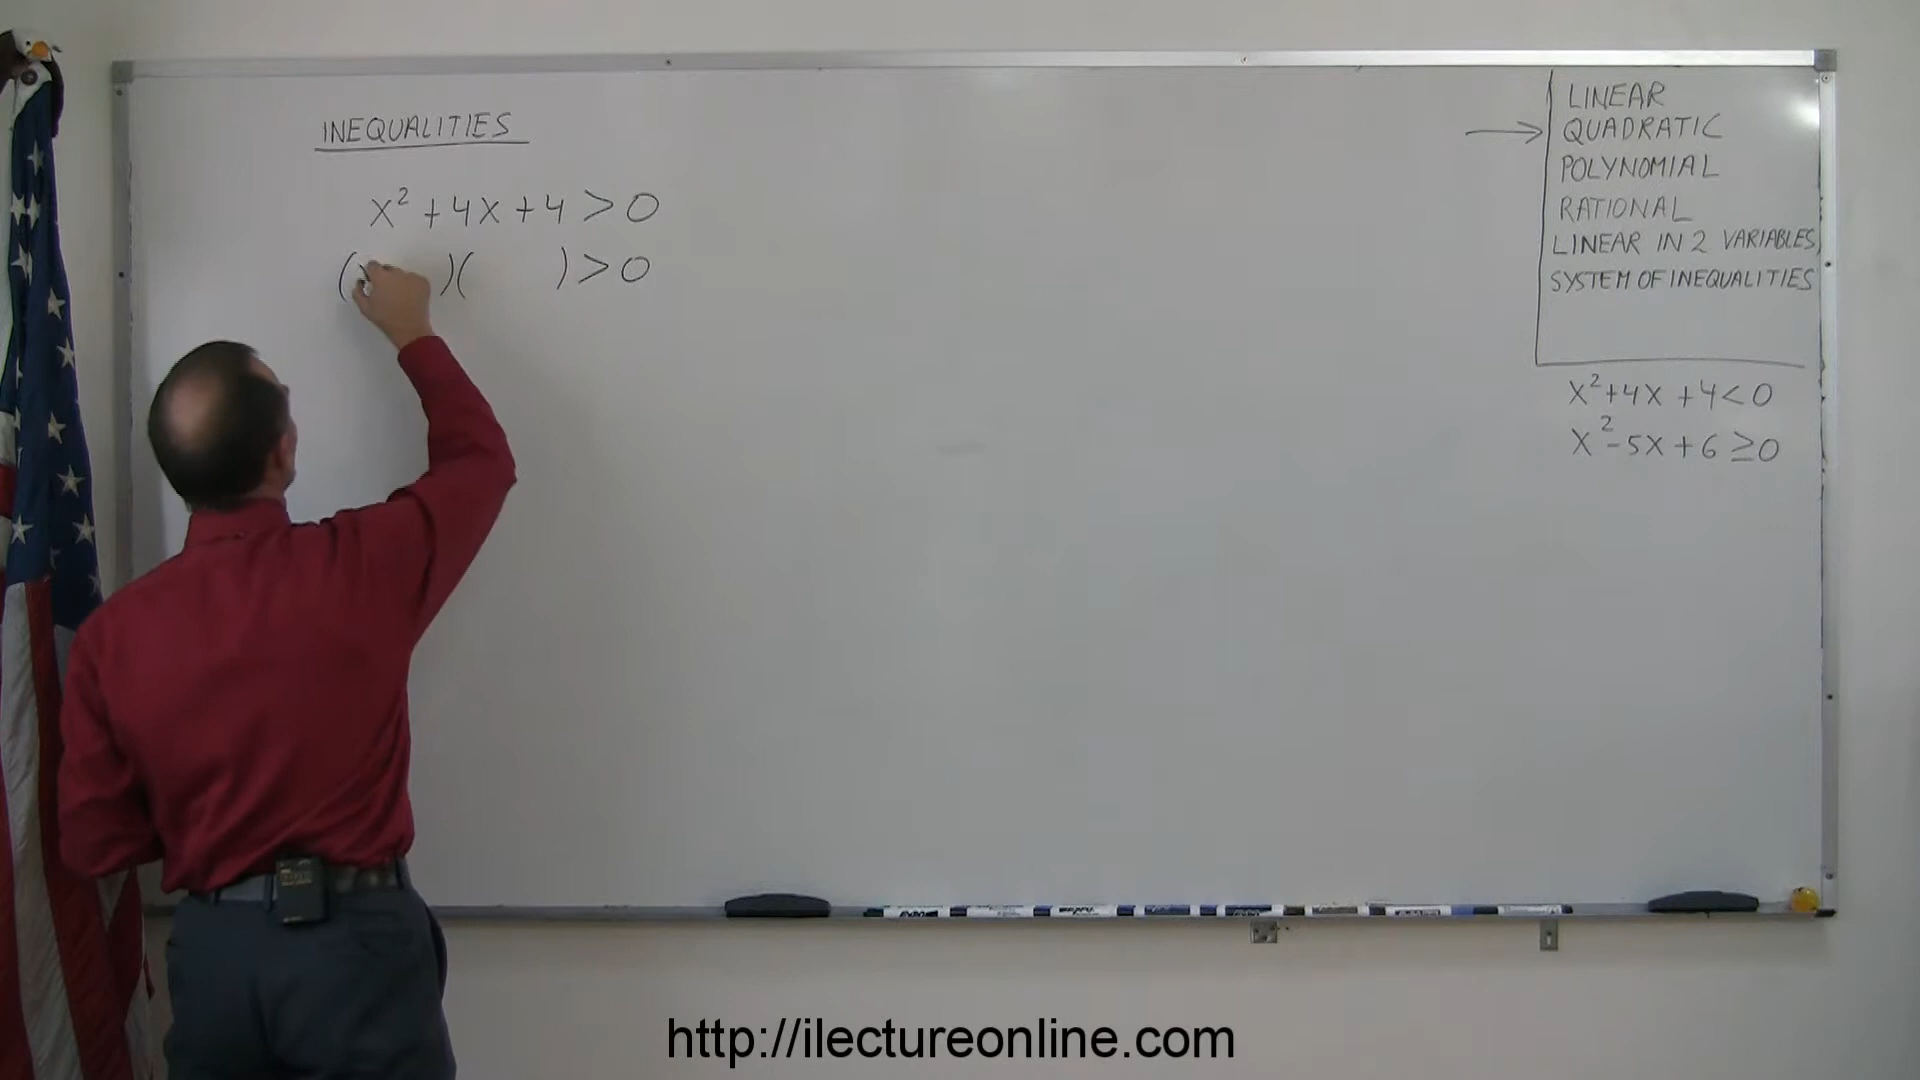 INEQUALITIES
x² + 4x + 4 > 0
( )( ) > 0
LINEAR
QUADRATIC
POLYNOMIAL
RATIONAL
LINEAR IN 2 VARIABLES
SYSTEM OF INEQUALITIES
x² + 4x + 4 < 0
x² - 5x + 6 ≥ 0
EXPO
http://ilectureonline.com